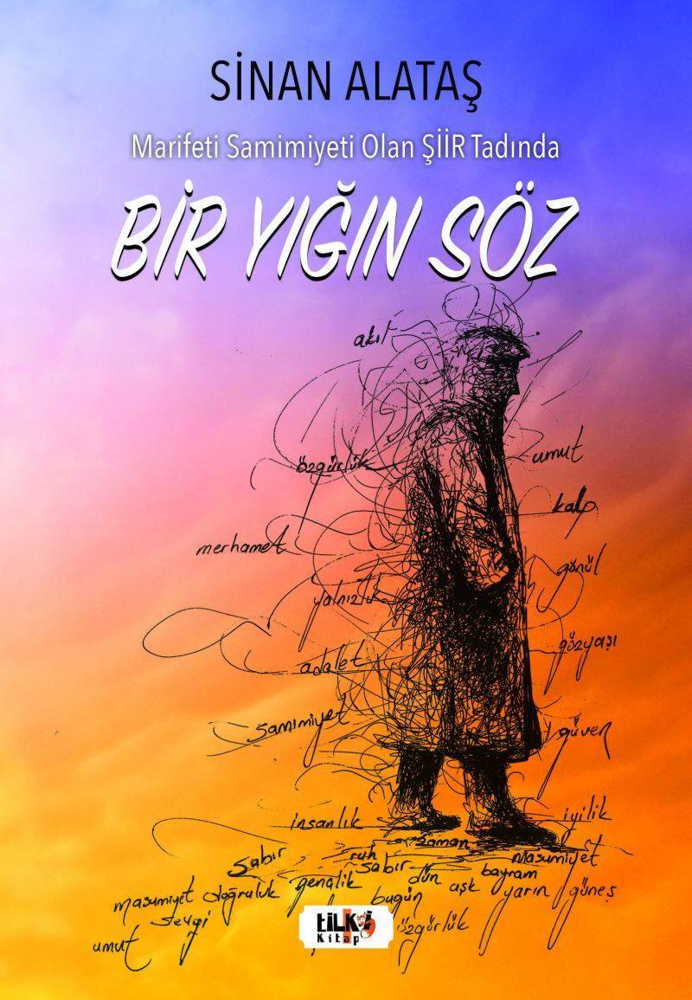 SİNAN ALATAŞ
Marifeti Samimiyeti Olan ŞİİR Tadında
BİR YIĞIN SÖZ
akıl
özgürlük
umut
kalp
merhamet
gönül
yalnızlık
gözyaşı
adalet
samimiyet
güven
insanlık
iyilik
zaman
sabır
ruh
masumiyet
sabır
bayram
dün
gençlik
aşk
yarın
güneş
masumiyet
doğruluk
bugün
sevgi
özgürlük
umut
tiLKi
Kitap